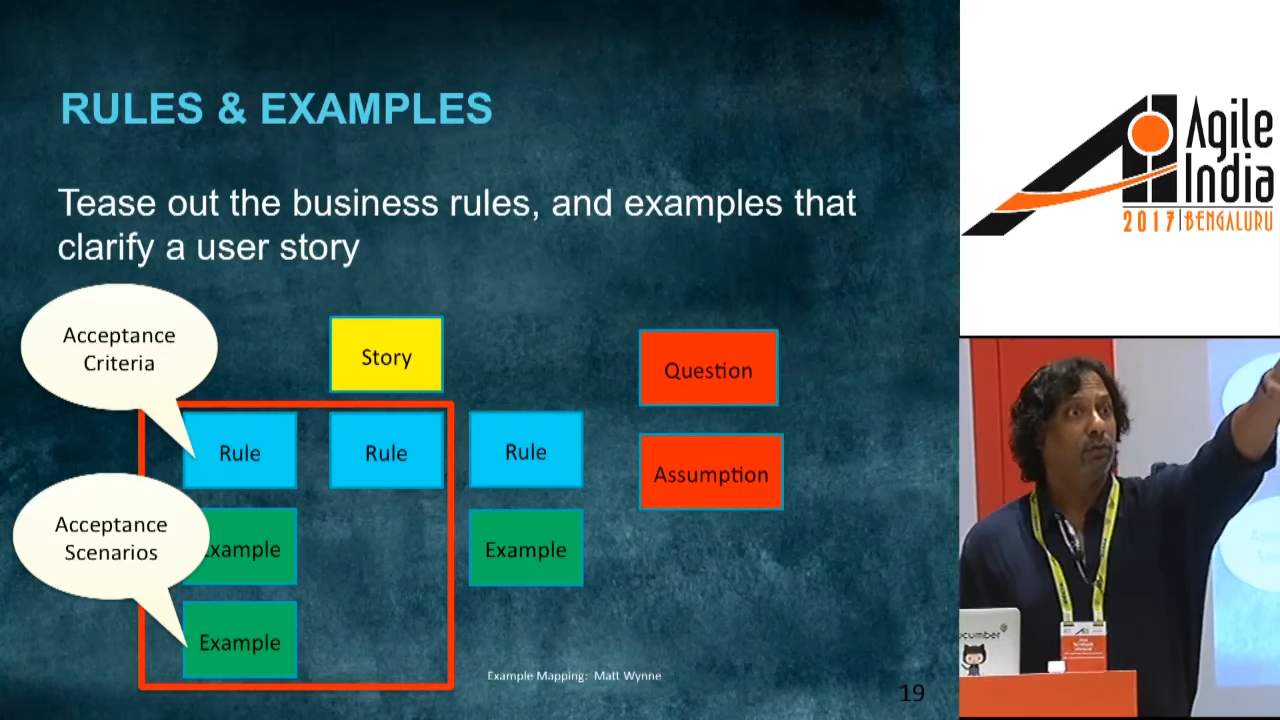 RULES & EXAMPLES
Tease out the business rules, and examples that
clarify a user story
Acceptance
Criteria
Story
Question
Rule
Rule
Rule
Assumption
Acceptance
Scenarios
Example
Example
Example
Example Mapping: Matt Wynne
19
Agile
India
2017 | BENGALURU
cumber